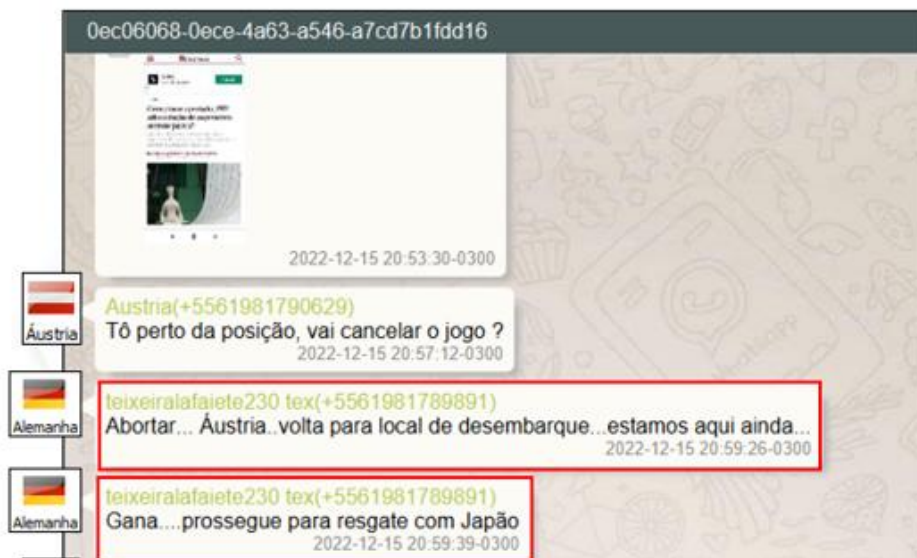 0ec06068-0ece-4a63-a546-a7cd7b1fdd16
2022-12-15 20:53:30-0300
Áustria
Austria(+5561981790629)
Tô perto da posição, vai cancelar o jogo ?
2022-12-15 20:57:12-0300
Alemanha
teixeiralafaiete230 tex(+5561981789891)
Abortar... Áustria..volta para local de desembarque...estamos aqui ainda...
2022-12-15 20:59:26-0300
Alemanha
teixeiralafaiete230 tex(+5561981789891)
Gana....prossegue para resgate com Japão
2022-12-15 20:59:39-0300